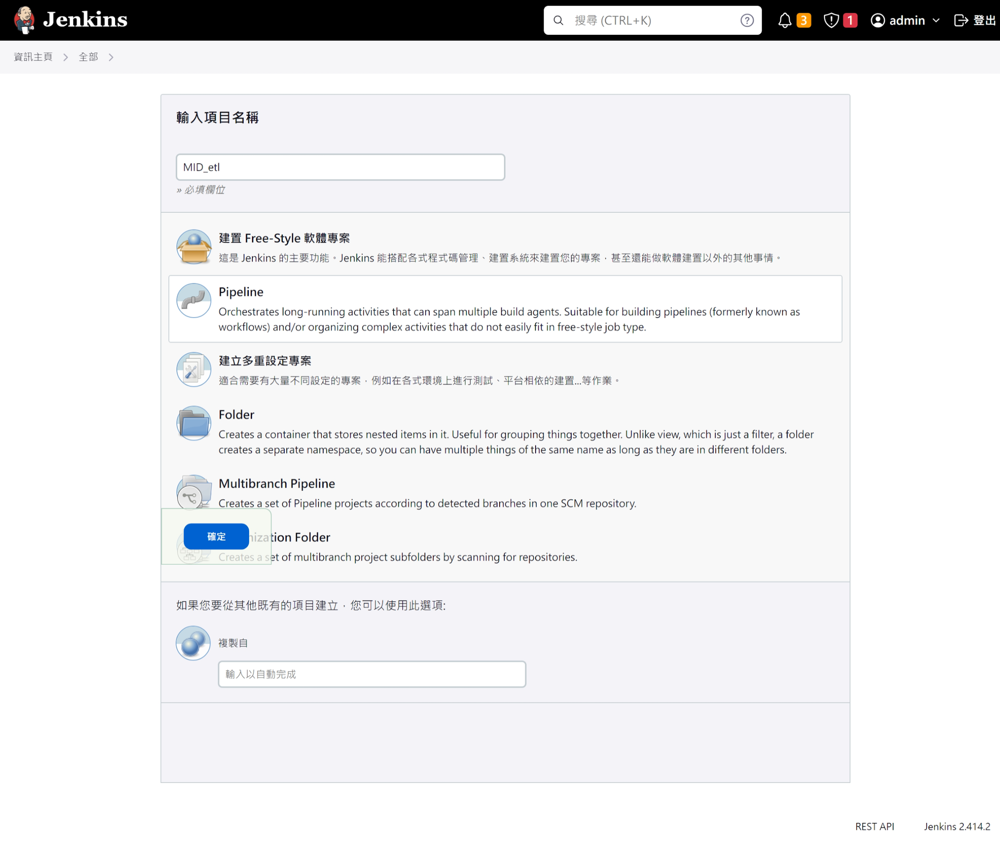 Jenkins
搜尋 (CTRL+K)
3
1
admin
登出
資訊主頁
全部
輸入項目名稱
MID_etl
» 必填欄位
建置 Free-Style 軟體專案
這是 Jenkins 的主要功能。Jenkins 能搭配各式程式碼管理、建置系統來建置您的專案，甚至還能做軟體建置以外的其他事情。
Pipeline
Orchestrates long-running activities that can span multiple build agents. Suitable for building pipelines (formerly known as
workflows) and/or organizing complex activities that do not easily fit in free-style job type.
建立多重設定專案
適合需要有大量不同設定的專案，例如在各式環境上進行測試、平台相依的建置...等作業。
Folder
Creates a container that stores nested items in it. Useful for grouping things together. Unlike view, which is just a filter, a folder
creates a separate namespace, so you can have multiple things of the same name as long as they are in different folders.
Multibranch Pipeline
Creates a set of Pipeline projects according to detected branches in one SCM repository.
確定
nization Folder
Creates a set of multibranch project subfolders by scanning for repositories.
如果您要從其他既有的項目建立，您可以使用此選項:
複製自
輸入以自動完成
REST API
Jenkins 2.414.2